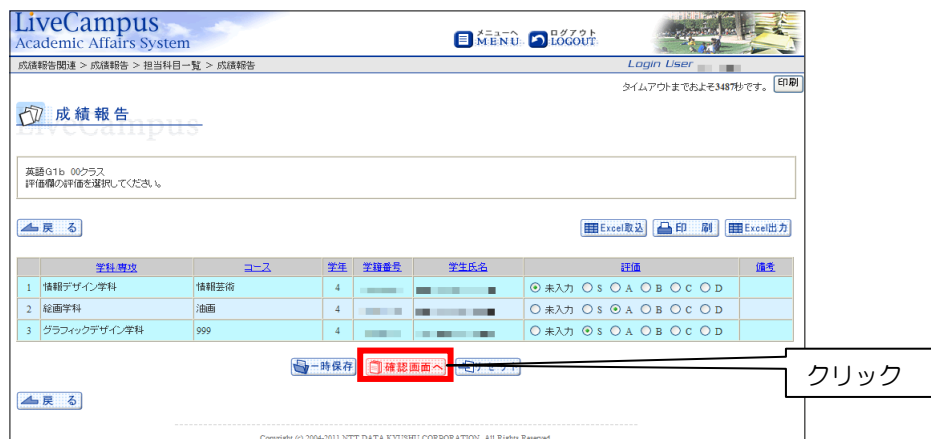 LiveCampus
Academic Affairs System
メニューへ MENU ログアウト LOGOUT
成績報告関連 > 成績報告 > 担当科目一覧 > 成績報告
Login User
タイムアウトまでおよそ3487秒です。 印刷
成績報告
LiveCampus
英語G1b 00クラス
評価欄の評価を選択してください。
戻る Excel取込 印刷 Excel出力
学科専攻 コース 学年 学籍番号 学生氏名 評価 備考
1 情報デザイン学科 情報芸術 4 未入力 S A B C D
2 絵画学科 油画 4 未入力 S A B C D
3 グラフィックデザイン学科 999 4 未入力 S A B C D
一時保存 確認画面へ リセット
クリック
戻る
Copyright (c) 2004-2011 NTT DATA KYUSHU CORPORATION. All Rights Reserved.